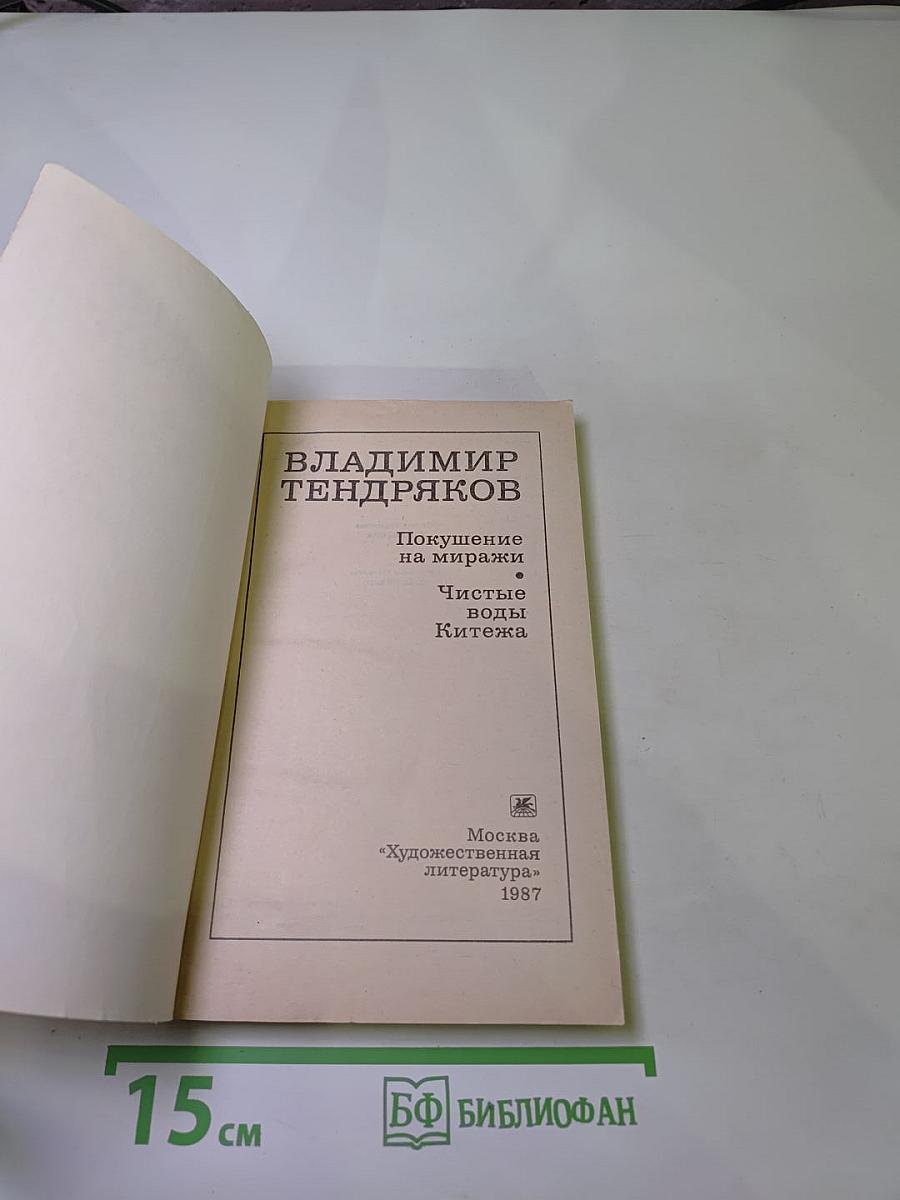 ВЛАДИМИР
ТЕНДРЯКОВ
Покушение
на миражи
•
Чистые
воды
Китежа
Москва
«Художественная
литература»
1987
15 см
БФ БИБЛИОФАН